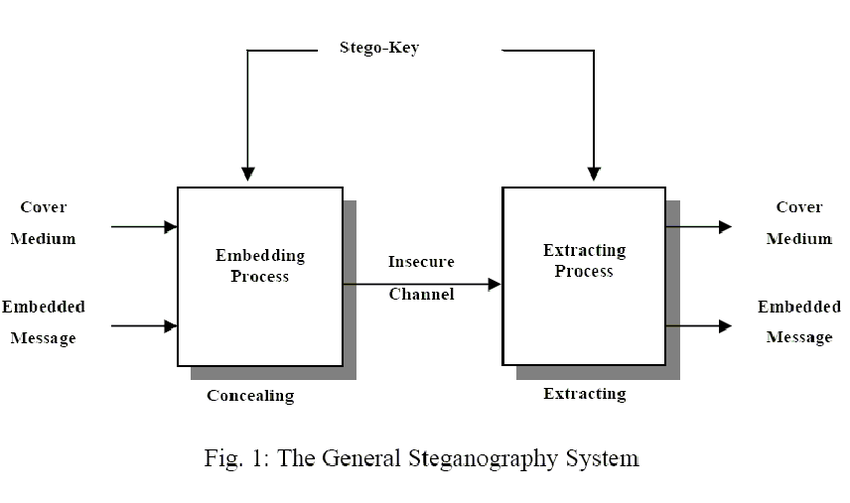 Stego-Key
Cover
Medium
Embedded
Message
Embedding
Process
Concealing
Insecure
Channel
Extracting
Process
Extracting
Cover
Medium
Embedded
Message
Fig. 1: The General Steganography System